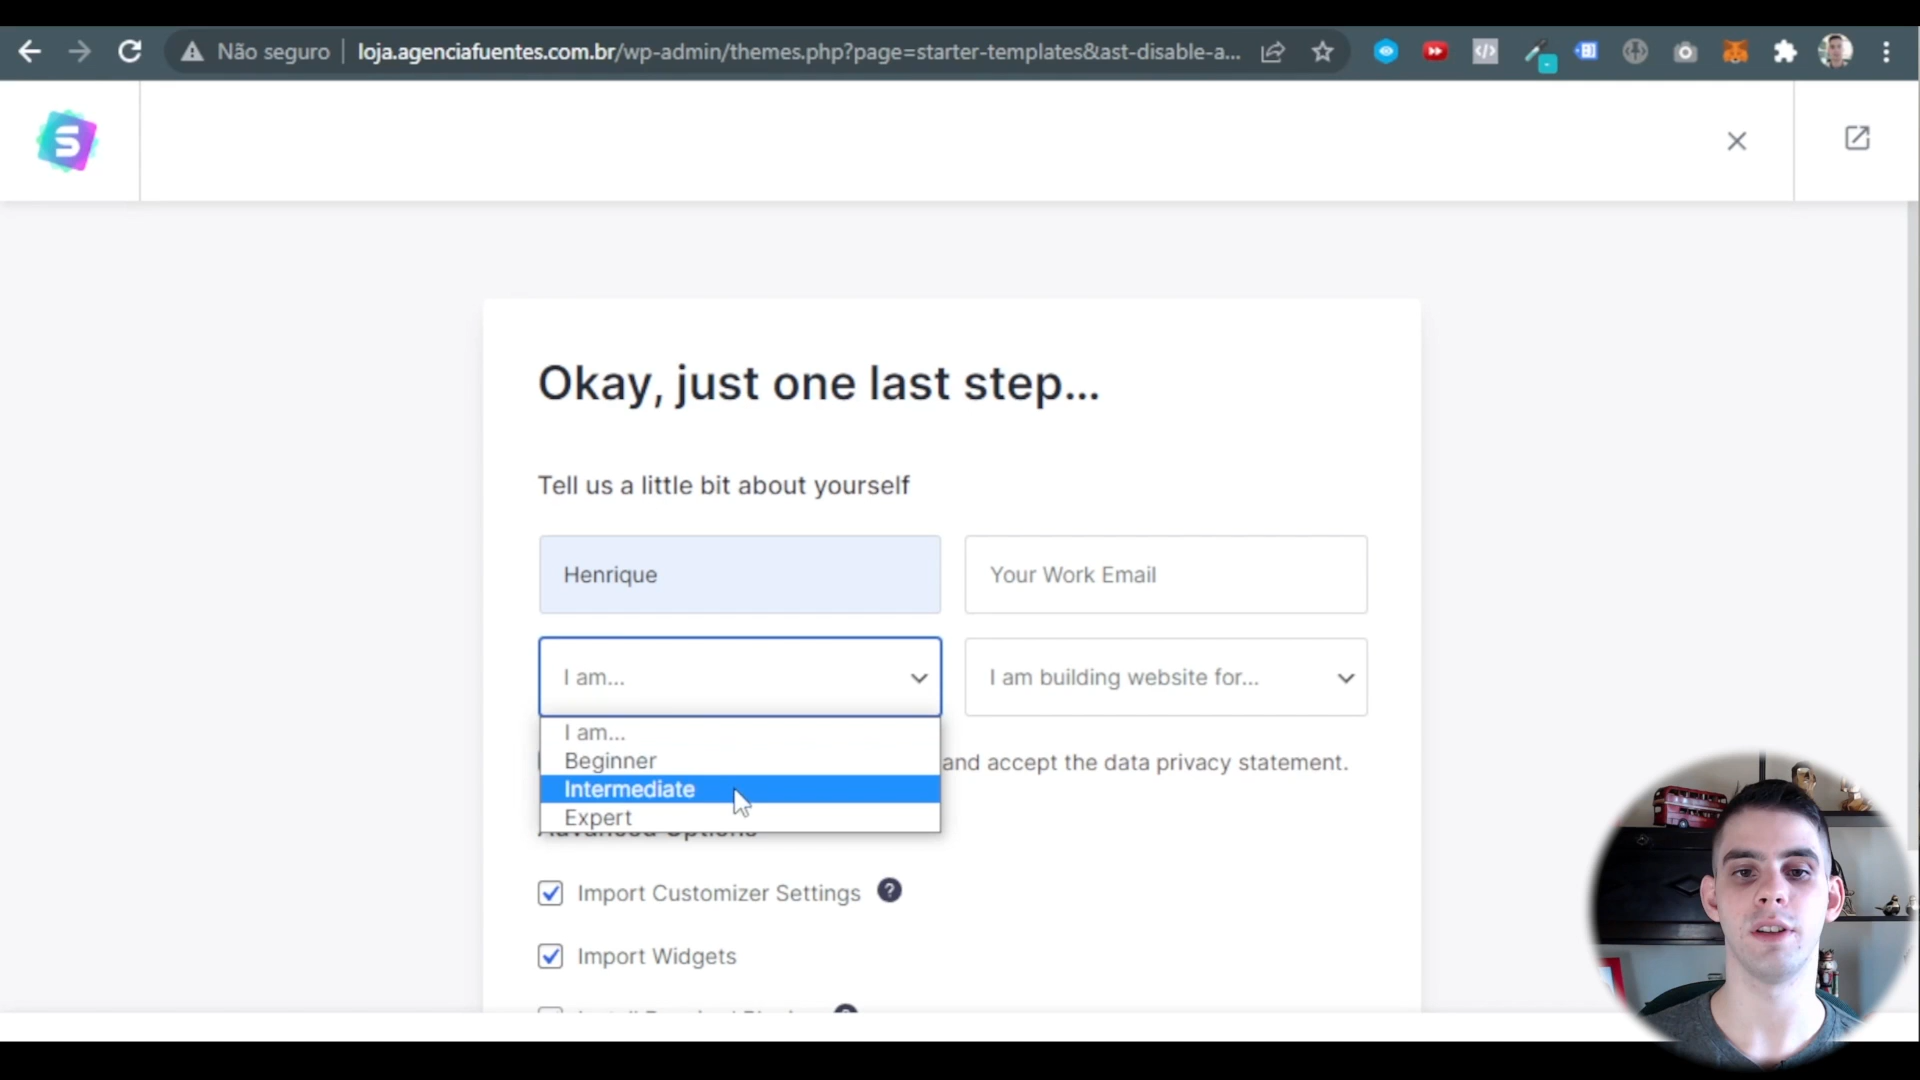 Não seguro
loja.agenciafuentes.com.br/wp-admin/themes.php?page=starter-templates&ast-disable-a...
S
Okay, just one last step...
Tell us a little bit about yourself
Henrique
Your Work Email
I am...
I am building website for...
I am...
Beginner
Intermediate
Expert
and accept the data privacy statement.
Advanced Options
Import Customizer Settings
?
Import Widgets